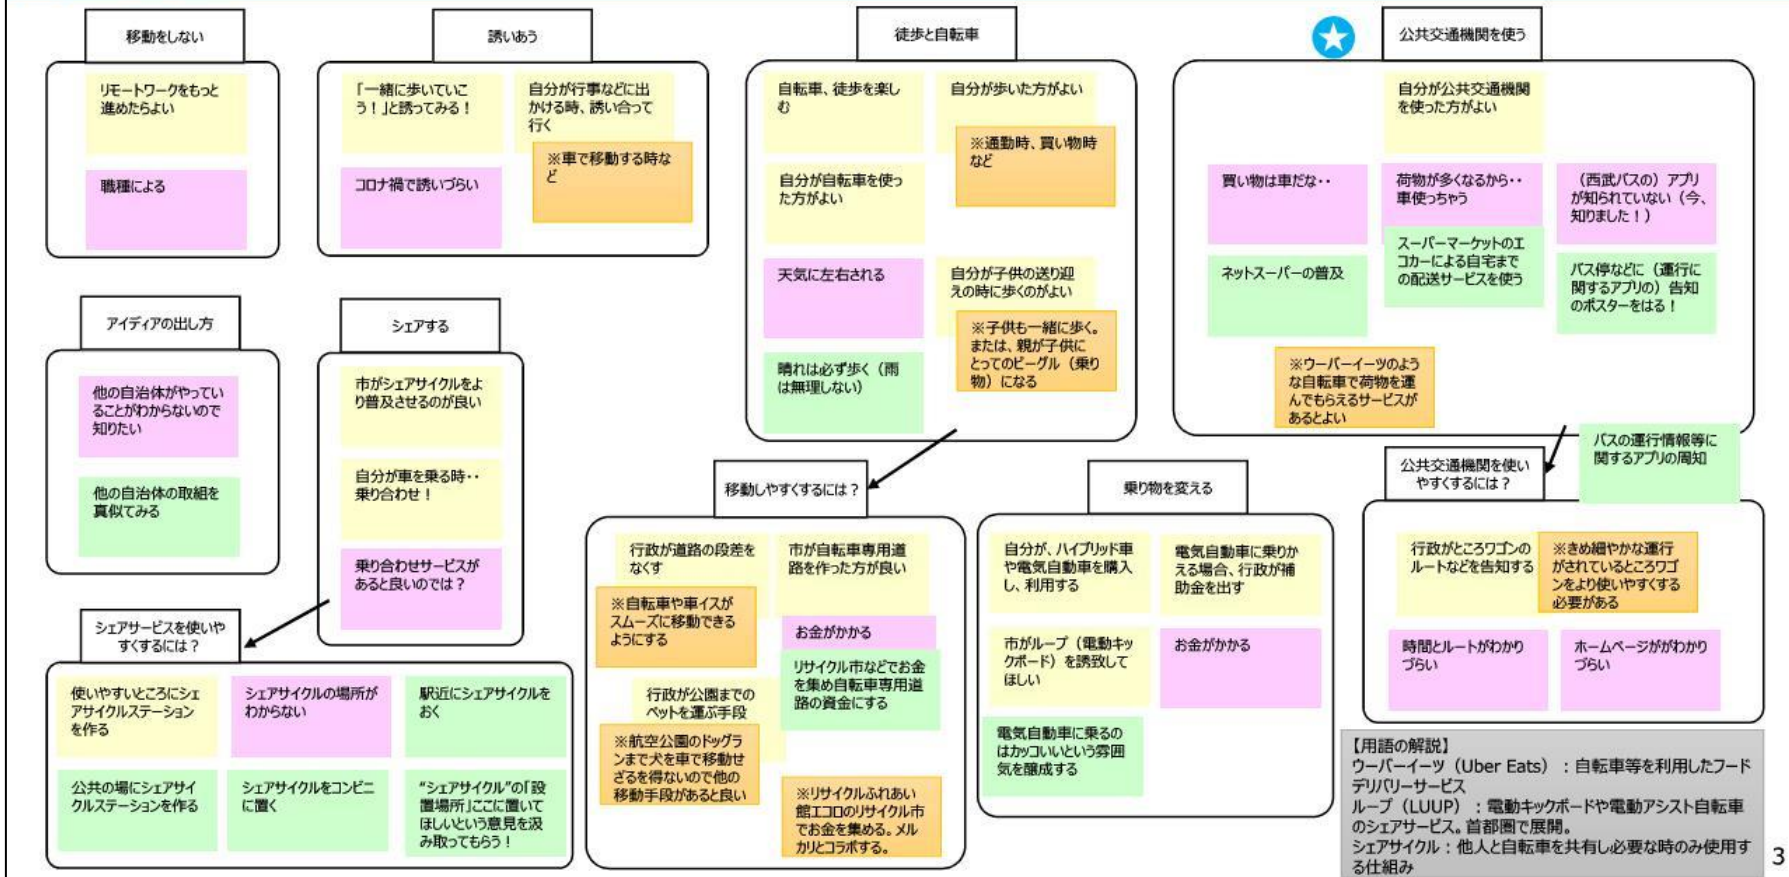 移動をしない
リモートワークをもっと
進めたらよい
職種による
誘いあう
「一緒に歩いていこ
う！」と誘ってみる！
自分が行事などに出
かける時、誘い合って
行く
※車で移動する時な
ど
コロナ禍で誘いづらい
徒歩と自転車
自転車、徒歩を楽し
む
自分が歩いた方がよい
※通勤時、買い物時
など
自分が自転車を使っ
た方がよい
天気に左右される
自分が子供の送り迎
えの時に歩くのがよい
※子供も一緒に歩く。
または、親が子供に
とってのビークル（乗り
物）になる
晴れは必ず歩く（雨
は無理しない）
公共交通機関を使う
自分が公共交通機関
を使った方がよい
買い物は車だな・・
荷物が多くなるから・・
車使っちゃう
（西武バスの）アプリ
が知られていない（今、
知りました！）
ネットスーパーの普及
スーパーマーケットのエ
コカーによる自宅まで
の配送サービスを使う
バス停などに（運行に
関するアプリの）告知
のポスターをはる！
※ウーバーイーツのよう
な自転車で荷物を運
んでもらえるサービスが
あるとよい
アイディアの出し方
他の自治体がやってい
ることがわからないので
知りたい
他の自治体の取組を
真似てみる
シェアする
市がシェアサイクルをよ
り普及させるのが良い
自分が車を乗る時・・
乗り合わせ！
乗り合わせサービスが
あると良いのでは？
シェアサービスを使いや
すくするには？
使いやすいところにシェ
アサイクルステーション
を作る
シェアサイクルの場所が
わからない
駅近にシェアサイクルを
おく
公共の場にシェアサイ
クルステーションを作る
シェアサイクルをコンビニ
に置く
“シェアサイクル”の「設
置場所」ここに置いて
ほしいという意見を汲
み取ってもらう！
移動しやすくするには？
行政が道路の段差を
なくす
※自転車や車イスが
スムーズに移動できる
ようにする
市が自転車専用道
路を作った方が良い
お金がかかる
リサイクル市などでお金
を集め自転車専用道
路の資金にする
行政が公園までの
ペットを運ぶ手段
※航空公園のドッグラ
ンまで犬を車で移動せ
ざるを得ないので他の
移動手段があると良い
※リサイクルふれあい
館エコロのリサイクル市
でお金を集める。メル
カリとコラボする。
乗り物を変える
自分が、ハイブリッド車
や電気自動車を購入
し、利用する
電気自動車に乗りか
える場合、行政が補
助金を出す
市がループ（電動キッ
クボード）を誘致して
ほしい
お金がかかる
電気自動車に乗るの
はカッコいいという雰囲
気を醸成する
公共交通機関を使い
やすくするには？
バスの運行情報等に
関するアプリの周知
行政がところワゴンの
ルートなどを告知する
※きめ細やかな運行
がされているところワゴ
ンをより使いやすくする
必要がある
時間とルートがわかり
づらい
ホームページががわかり
づらい
【用語の解説】
ウーバーイーツ（Uber Eats）：自転車等を利用したフード
デリバリーサービス
ループ（LUUP）：電動キックボードや電動アシスト自転車
のシェアサービス。首都圏で展開。
シェアサイクル：他人と自転車を共有し必要な時のみ使用す
る仕組み
3